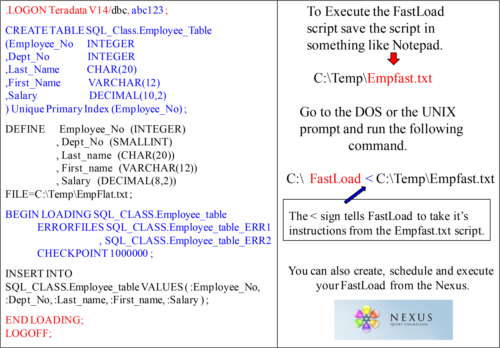 .LOGON Teradata V14/dbc, abc123 ;
CREATE TABLE SQL_Class.Employee_Table
(Employee_No INTEGER
,Dept_No INTEGER
,Last_Name CHAR(20)
,First_Name VARCHAR(12)
,Salary DECIMAL(10,2)
) Unique Primary Index (Employee_No) ;
DEFINE Employee_No (INTEGER)
, Dept_No (SMALLINT)
, Last_name (CHAR(20))
, First_name (VARCHAR(12))
, Salary (DECIMAL(8,2))
FILE=C:\Temp\EmpFlat.txt ;
BEGIN LOADING SQL_CLASS.Employee_table
ERRORFILES SQL_CLASS.Employee_table_ERR1
, SQL_CLASS.Employee_table_ERR2
CHECKPOINT 1000000 ;
INSERT INTO
SQL_CLASS.Employee_table VALUES ( :Employee_No,
:Dept_No, :Last_name, :First_name, :Salary ) ;
END LOADING;
LOGOFF;
To Execute the FastLoad
script save the script in
something like Notepad.
C:\Temp\Empfast.txt
Go to the DOS or the UNIX
prompt and run the following
command.
C:\ FastLoad < C:\Temp\Empfast.txt
The < sign tells FastLoad to take it's
instructions from the Empfast.txt script.
You can also create, schedule and execute
your FastLoad from the Nexus.
NEXUS
QUERY CHAMELEON